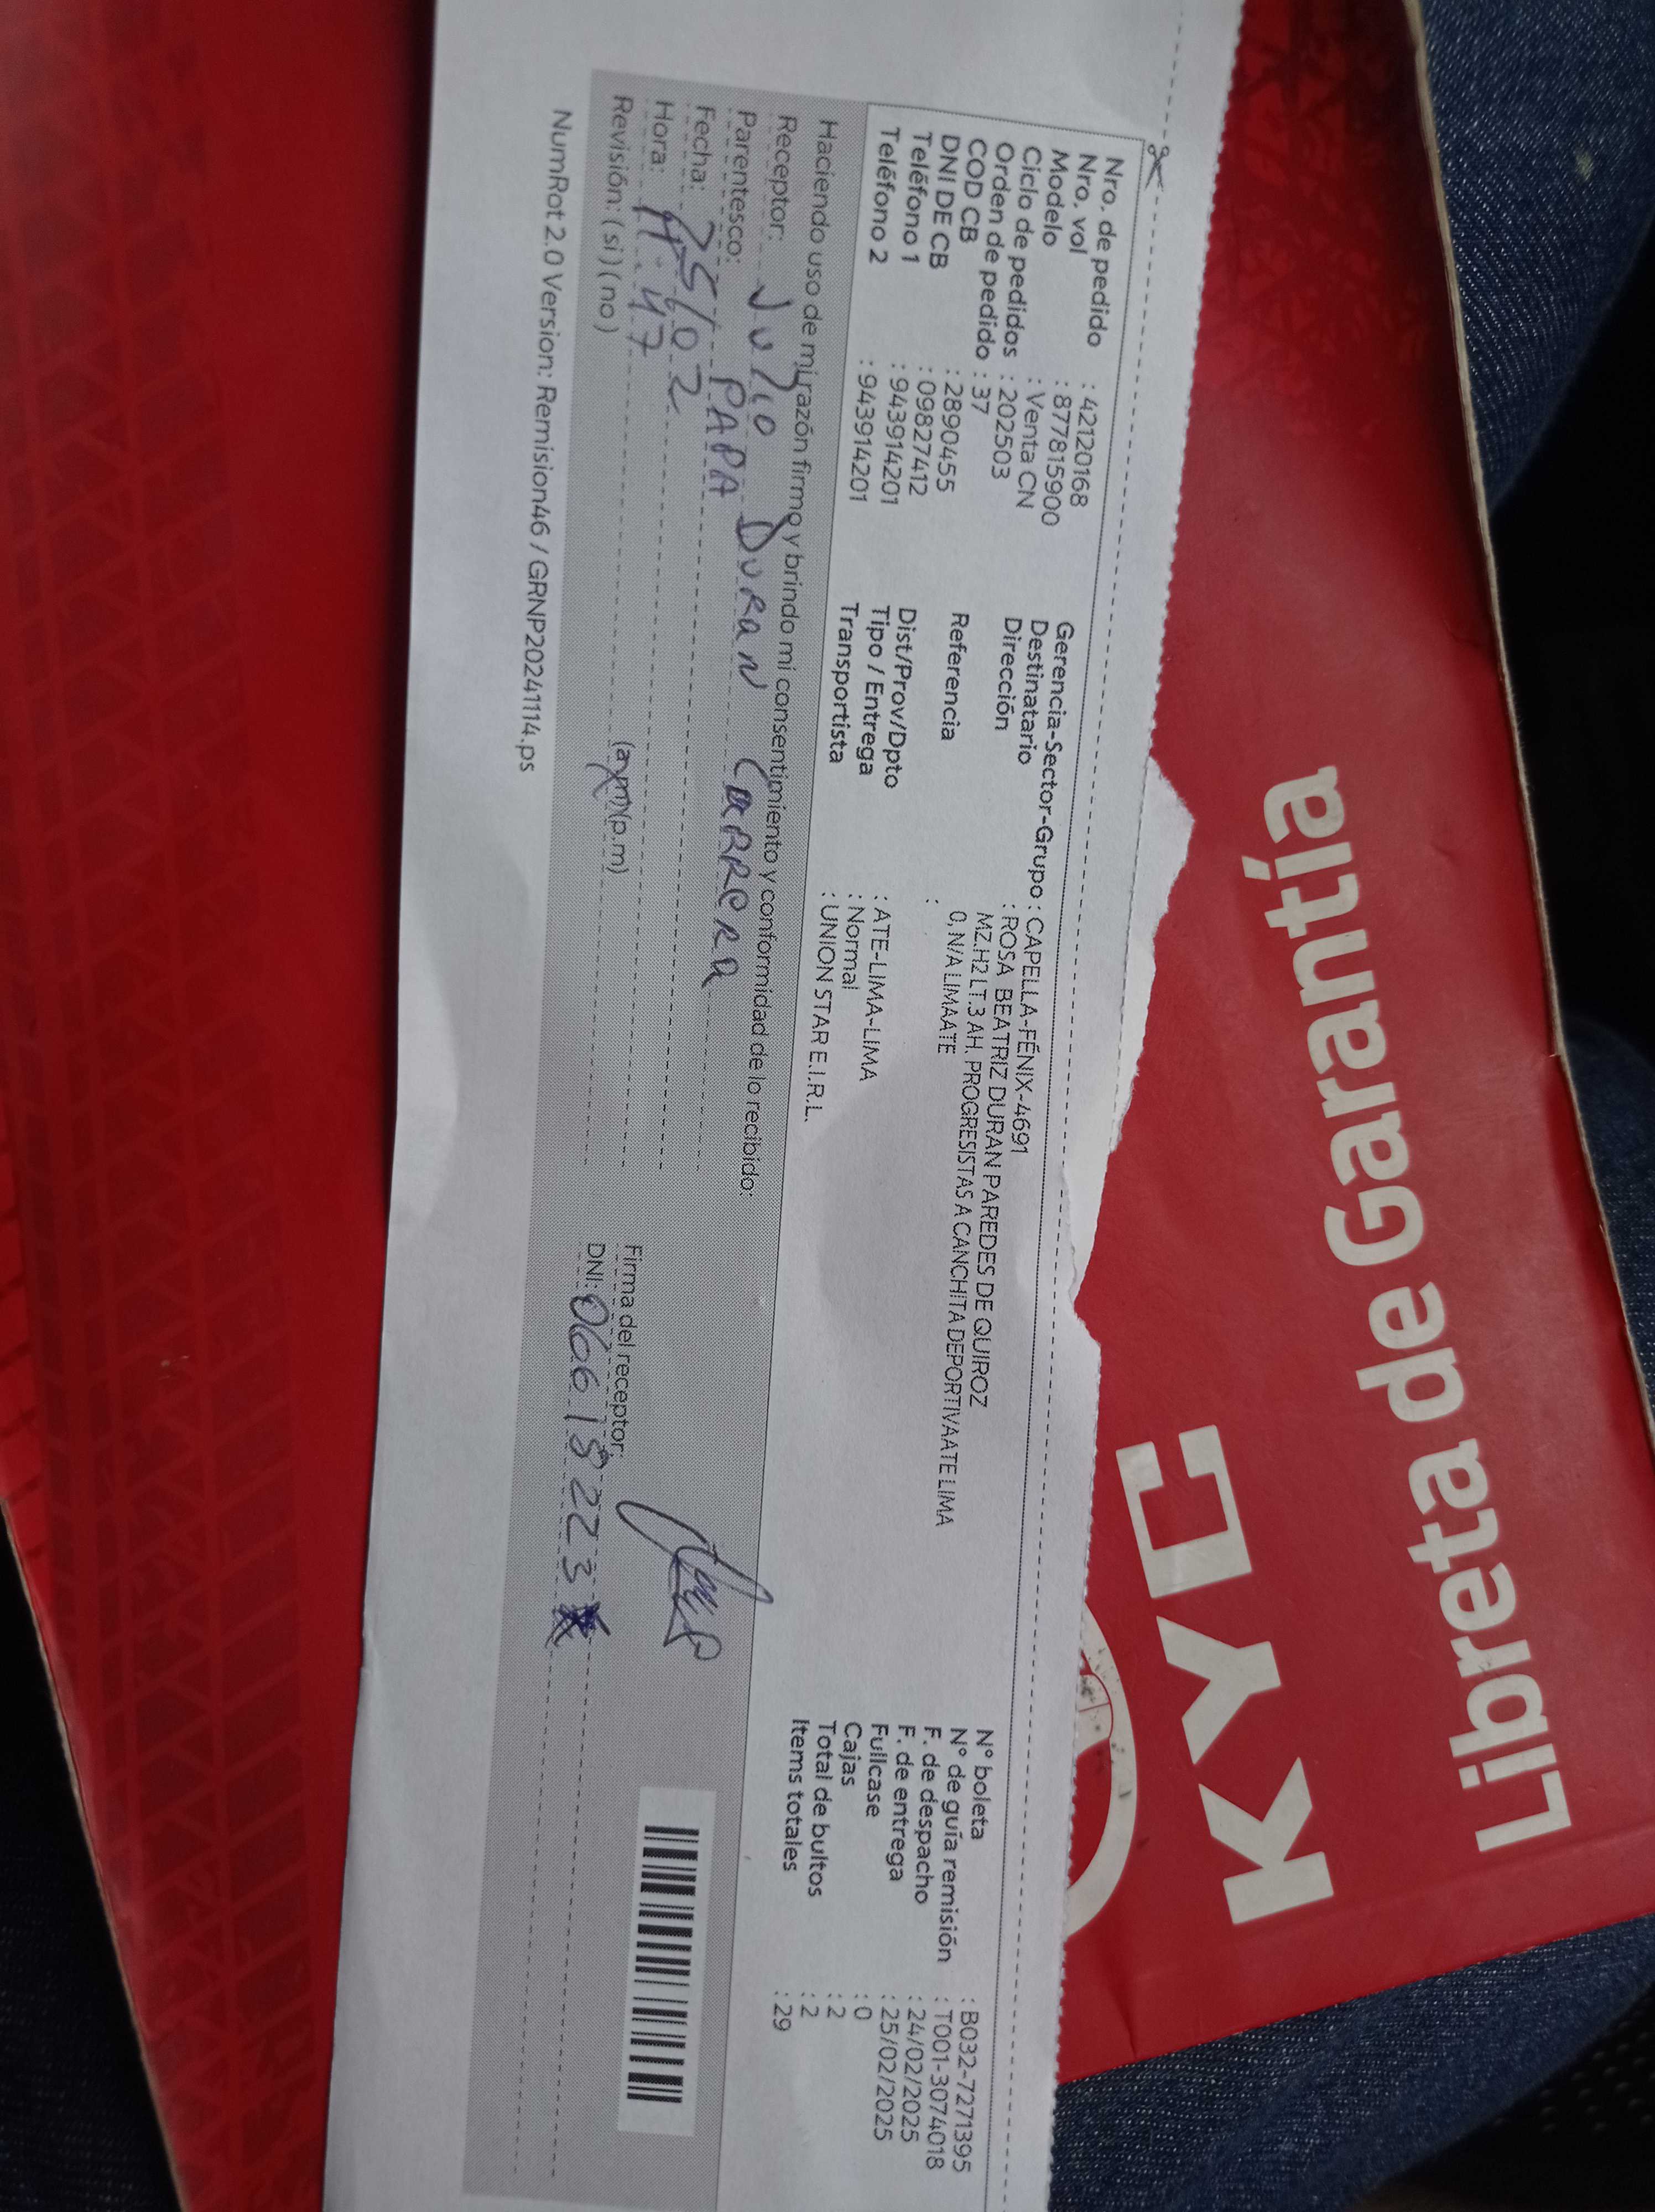 Nro. de pedido : 42120168
Nro. vol : 8778815900
Modelo : Venta CN
Ciclo de pedidos : 202503
Orden de pedido : 37
COD CB : 2890455
DNI DE CB : 09827412
Teléfono 1 : 943914201
Teléfono 2 : 943914201
Gerencia-Sector-Grupo : CAPELLA-FÉNIX-4691
Destinatario : ROSA BEATRIZ DURAN PAREDES DE QUIROZ
Dirección MZ.H2 LT.3 AH. PROGRESISTAS A CANCHITA DEPORTIVAATE LIMA
0, N/A LIMAATE
Referencia :
Dist/Prov/Dpto : ATE-LIMA-LIMA
Tipo / Entrega : Normal
Transportista : UNION STAR E.I.R.L.
N° boleta : B032-7271395
N° de guía remisión : T001-3074018
F. de despacho : 24/02/2025
F. de entrega : 25/02/2025
Fullcase : 0
Cajas : 2
Total de bultos : 2
Items totales : 29
Haciendo uso de mi razón firmo y brindo mi consentimiento y conformidad de lo recibido:
Receptor: Julio Duran Carrera
Parentesco: PAPA
Fecha: 25/02
Hora: 11:47 (a.m)(p.m)
Revisión: ( si ) ( no )
Firma del receptor:
DNI: 06618223
NumRot 2.0 Version: Remision46 / GRNP20241114.ps
Libreta de Garantía
KYC